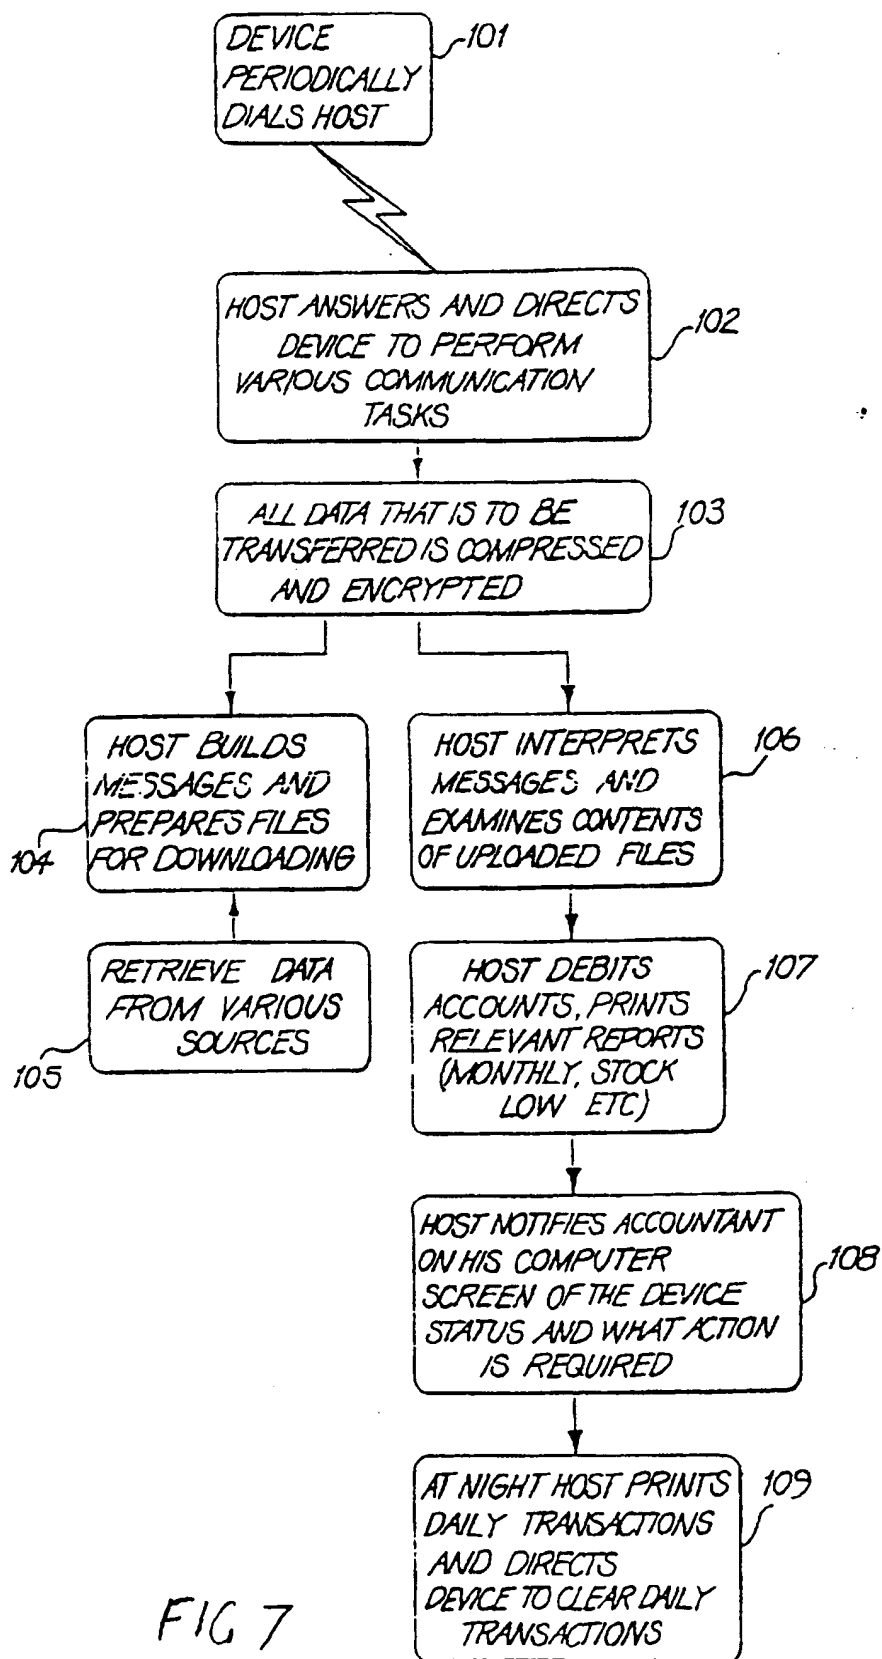 DEVICE
PERIODICALLY
DIALS HOST
101
HOST ANSWERS AND DIRECTS
DEVICE TO PERFORM
VARIOUS COMMUNICATION
TASKS
102
ALL DATA THAT IS TO BE
TRANSFERRED IS COMPRESSED
AND ENCRYPTED
103
HOST BUILDS
MESSAGES AND
PREPARES FILES
FOR DOWNLOADING
104
RETRIEVE DATA
FROM VARIOUS
SOURCES
105
HOST INTERPRETS
MESSAGES AND
EXAMINES CONTENTS
OF UPLOADED FILES
106
HOST DEBITS
ACCOUNTS, PRINTS
RELEVANT REPORTS
(MONTHLY, STOCK
LOW ETC)
107
HOST NOTIFIES ACCOUNTANT
ON HIS COMPUTER
SCREEN OF THE DEVICE
STATUS AND WHAT ACTION
IS REQUIRED
108
AT NIGHT HOST PRINTS
DAILY TRANSACTIONS
AND DIRECTS
DEVICE TO CLEAR DAILY
TRANSACTIONS
109
FIG 7